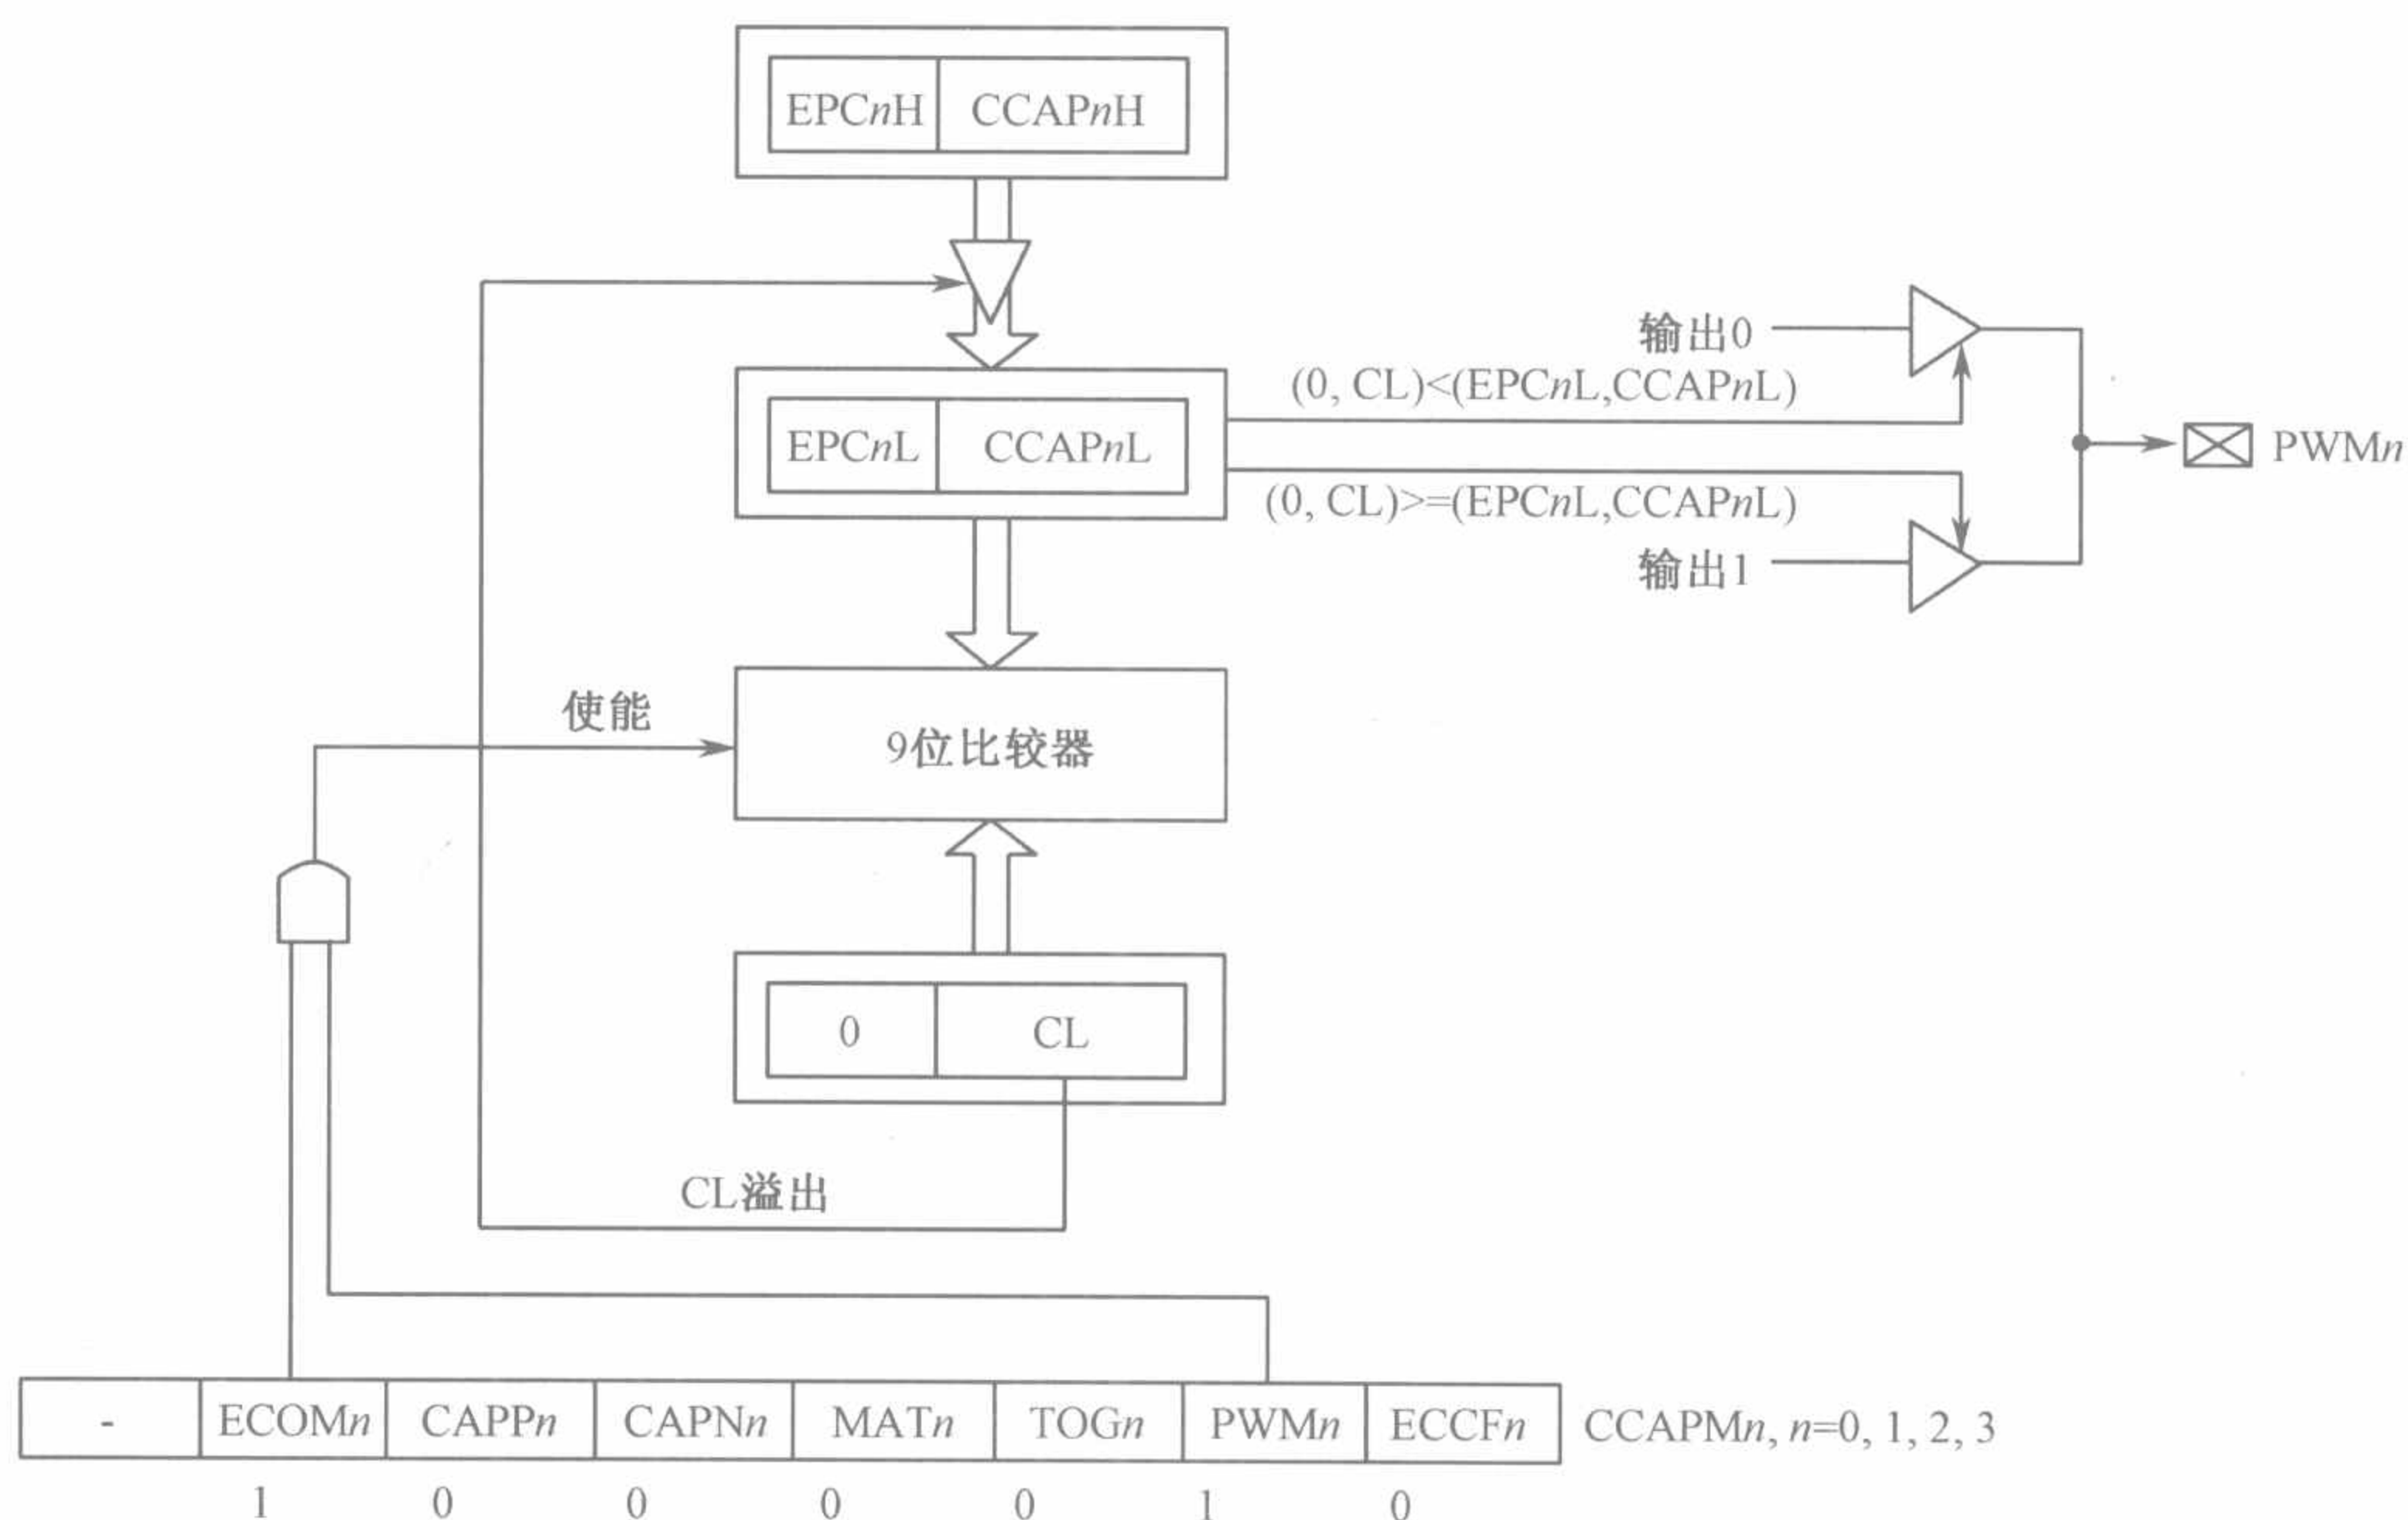 EPCnH CCAPnH
输出0
(0, CL)<(EPCnL,CCAPnL)
EPCnL CCAPnL
PWMn
(0, CL)>=(EPCnL,CCAPnL)
输出1
使能
9位比较器
0 CL
CL溢出
- ECOMn CAPPn CAPNn MATn TOGn PWMn ECCFn CCAPMn, n=0, 1, 2, 3
1 0 0 0 0 1 0